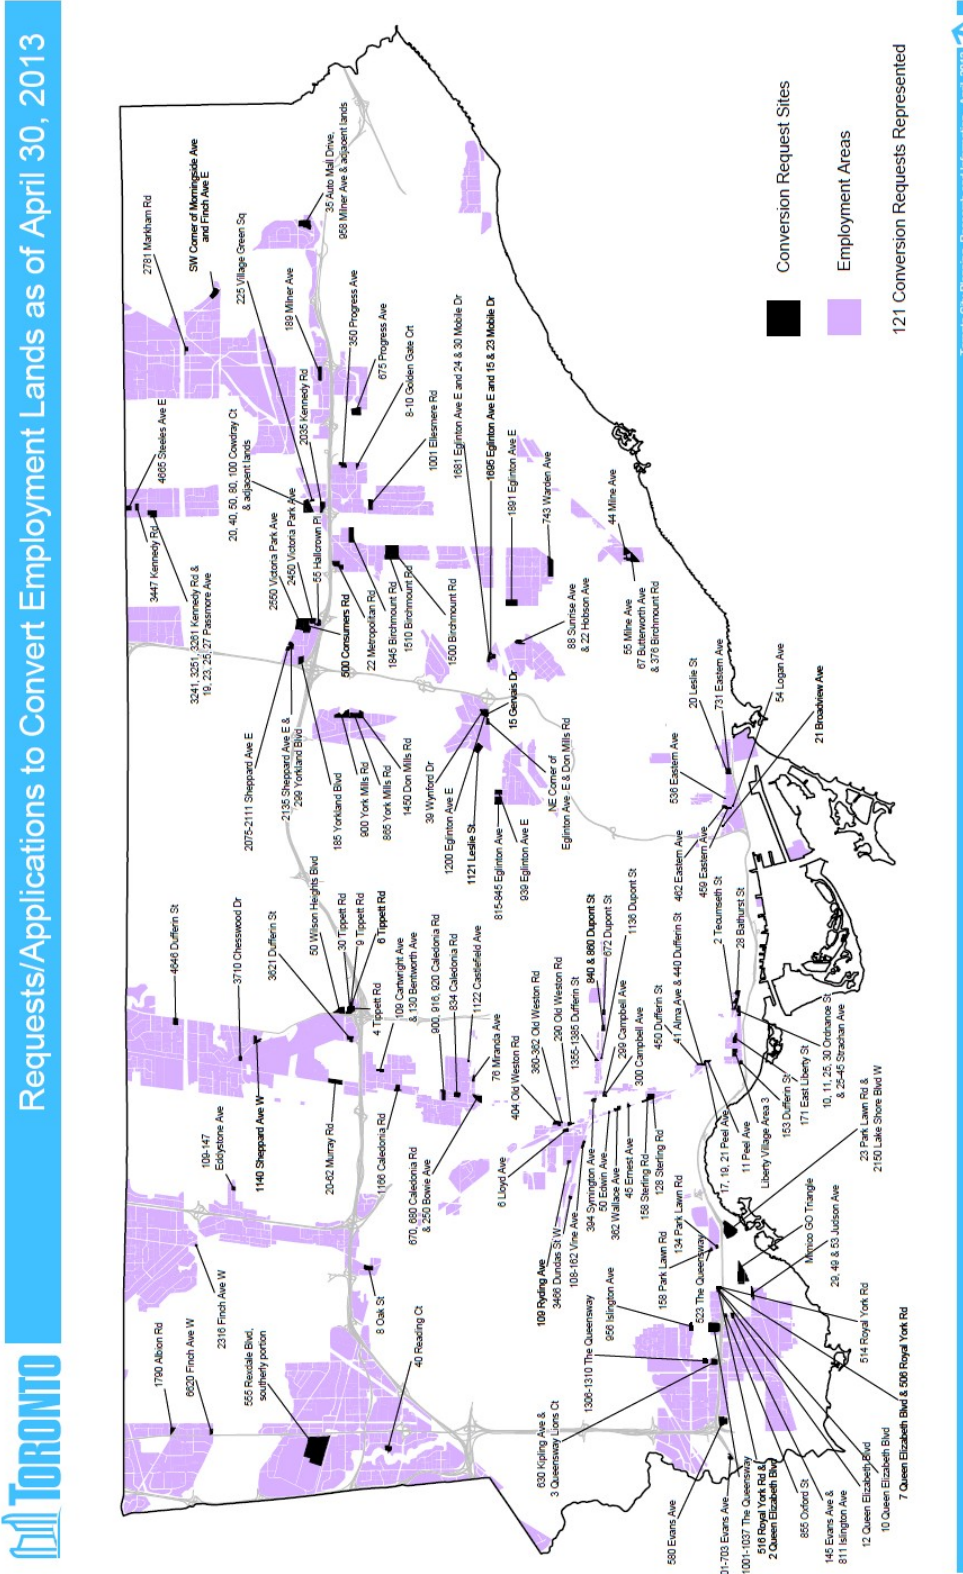 TORONTO
Requests/Applications to Convert Employment Lands as of April 30, 2013
1790 Albion Rd
6620 Finch Ave W
555 Rexdale Blvd,
southerly portion
2316 Finch Ave W
109-147
Eddystone Ave
1140 Sheppard Ave W
3710 Chesswood Dr
4646 Dufferin St
3621 Dufferin St
50 Wilson Heights Blvd
30 Tippett Rd
9 Tippett Rd
6 Tippett Rd
4 Tippett Rd
109 Cartwright Ave
& 130 Bentworth Ave
900, 916, 920 Caledonia Rd
834 Caledonia Rd
1122 Castlefield Ave
76 Miranda Ave
20-62 Murray Rd
1166 Caledonia Rd
670, 680 Caledonia Rd
& 250 Bowie Ave
8 Oak St
40 Reading Ct
2075-2111 Sheppard Ave E
2135 Sheppard Ave E &
299 Yorkland Blvd
185 Yorkland Blvd
900 York Mills Rd
865 York Mills Rd
1450 Don Mills Rd
39 Wynford Dr
1200 Eglinton Ave E
1121 Leslie St
815-845 Eglinton Ave E
939 Eglinton Ave E
NE Corner of
Eglinton Ave E & Don Mills Rd
15 Gervais Dr
3447 Kennedy Rd
4665 Steeles Ave E
3241, 3251, 3261 Kennedy Rd &
19, 23, 25, 27 Passmore Ave
20, 40, 50, 80, 100 Cowdray Ct
& adjacent lands
2550 Victoria Park Ave
2450 Victoria Park Ave
55 Hallcrown Pl
500 Consumers Rd
22 Metropolitan Rd
1845 Birchmount Rd
1510 Birchmount Rd
1500 Birchmount Rd
2781 Markham Rd
SW Corner of Morningside Ave
and Finch Ave E
225 Village Green Sq
189 Milner Ave
2035 Kennedy Rd
35 Auto Mall Drive,
958 Milner Ave & adjacent lands
350 Progress Ave
675 Progress Ave
8-10 Golden Gate Crt
1001 Ellesmere Rd
1681 Eglinton Ave E and 24 & 30 Mobile Dr
1695 Eglinton Ave E and 15 & 23 Mobile Dr
1891 Eglinton Ave E
743 Warden Ave
88 Sunrise Ave
& 22 Hobson Ave
44 Milne Ave
55 Milne Ave
67 Butterworth Ave
& 376 Birchmount Rd
6 Lloyd Ave
404 Old Weston Rd
360-362 Old Weston Rd
290 Old Weston Rd
1355-1385 Dufferin St
840 & 860 Dupont St
672 Dupont St
1136 Dupont St
299 Campbell Ave
300 Campbell Ave
450 Dufferin St
41 Alma Ave & 440 Dufferin St
109 Ryding Ave
3466 Dundas St W
108-162 Vine Ave
394 Symington Ave
50 Edwin Ave
362 Wallace Ave
45 Ernest Ave
158 Sterling Rd
128 Sterling Rd
17, 19, 21 Peel Ave
11 Peel Ave
Liberty Village Area 3
153 Dufferin St
171 East Liberty St
10, 11, 25, 30 Ordnance St
& 25-45 Strachan Ave
2 Tecumseth St
28 Bathurst St
536 Eastern Ave
462 Eastern Ave
459 Eastern Ave
20 Leslie St
731 Eastern Ave
54 Logan Ave
21 Broadview Ave
630 Kipling Ave &
3 Queensway Lions Ct
1306-1310 The Queensway
956 Islington Ave
523 The Queensway
158 Park Lawn Rd
134 Park Lawn Rd
23 Park Lawn Rd &
2150 Lake Shore Blvd W
Mimico GO Triangle
29, 49 & 53 Judson Ave
514 Royal York Rd
7 Queen Elizabeth Blvd & 506 Royal York Rd
10 Queen Elizabeth Blvd
12 Queen Elizabeth Blvd
145 Evans Ave &
811 Islington Ave
855 Oxford St
516 Royal York Rd &
2 Queen Elizabeth Blvd
1001-1037 The Queensway
01-703 Evans Ave
580 Evans Ave
Conversion Request Sites
Employment Areas
121 Conversion Requests Represented